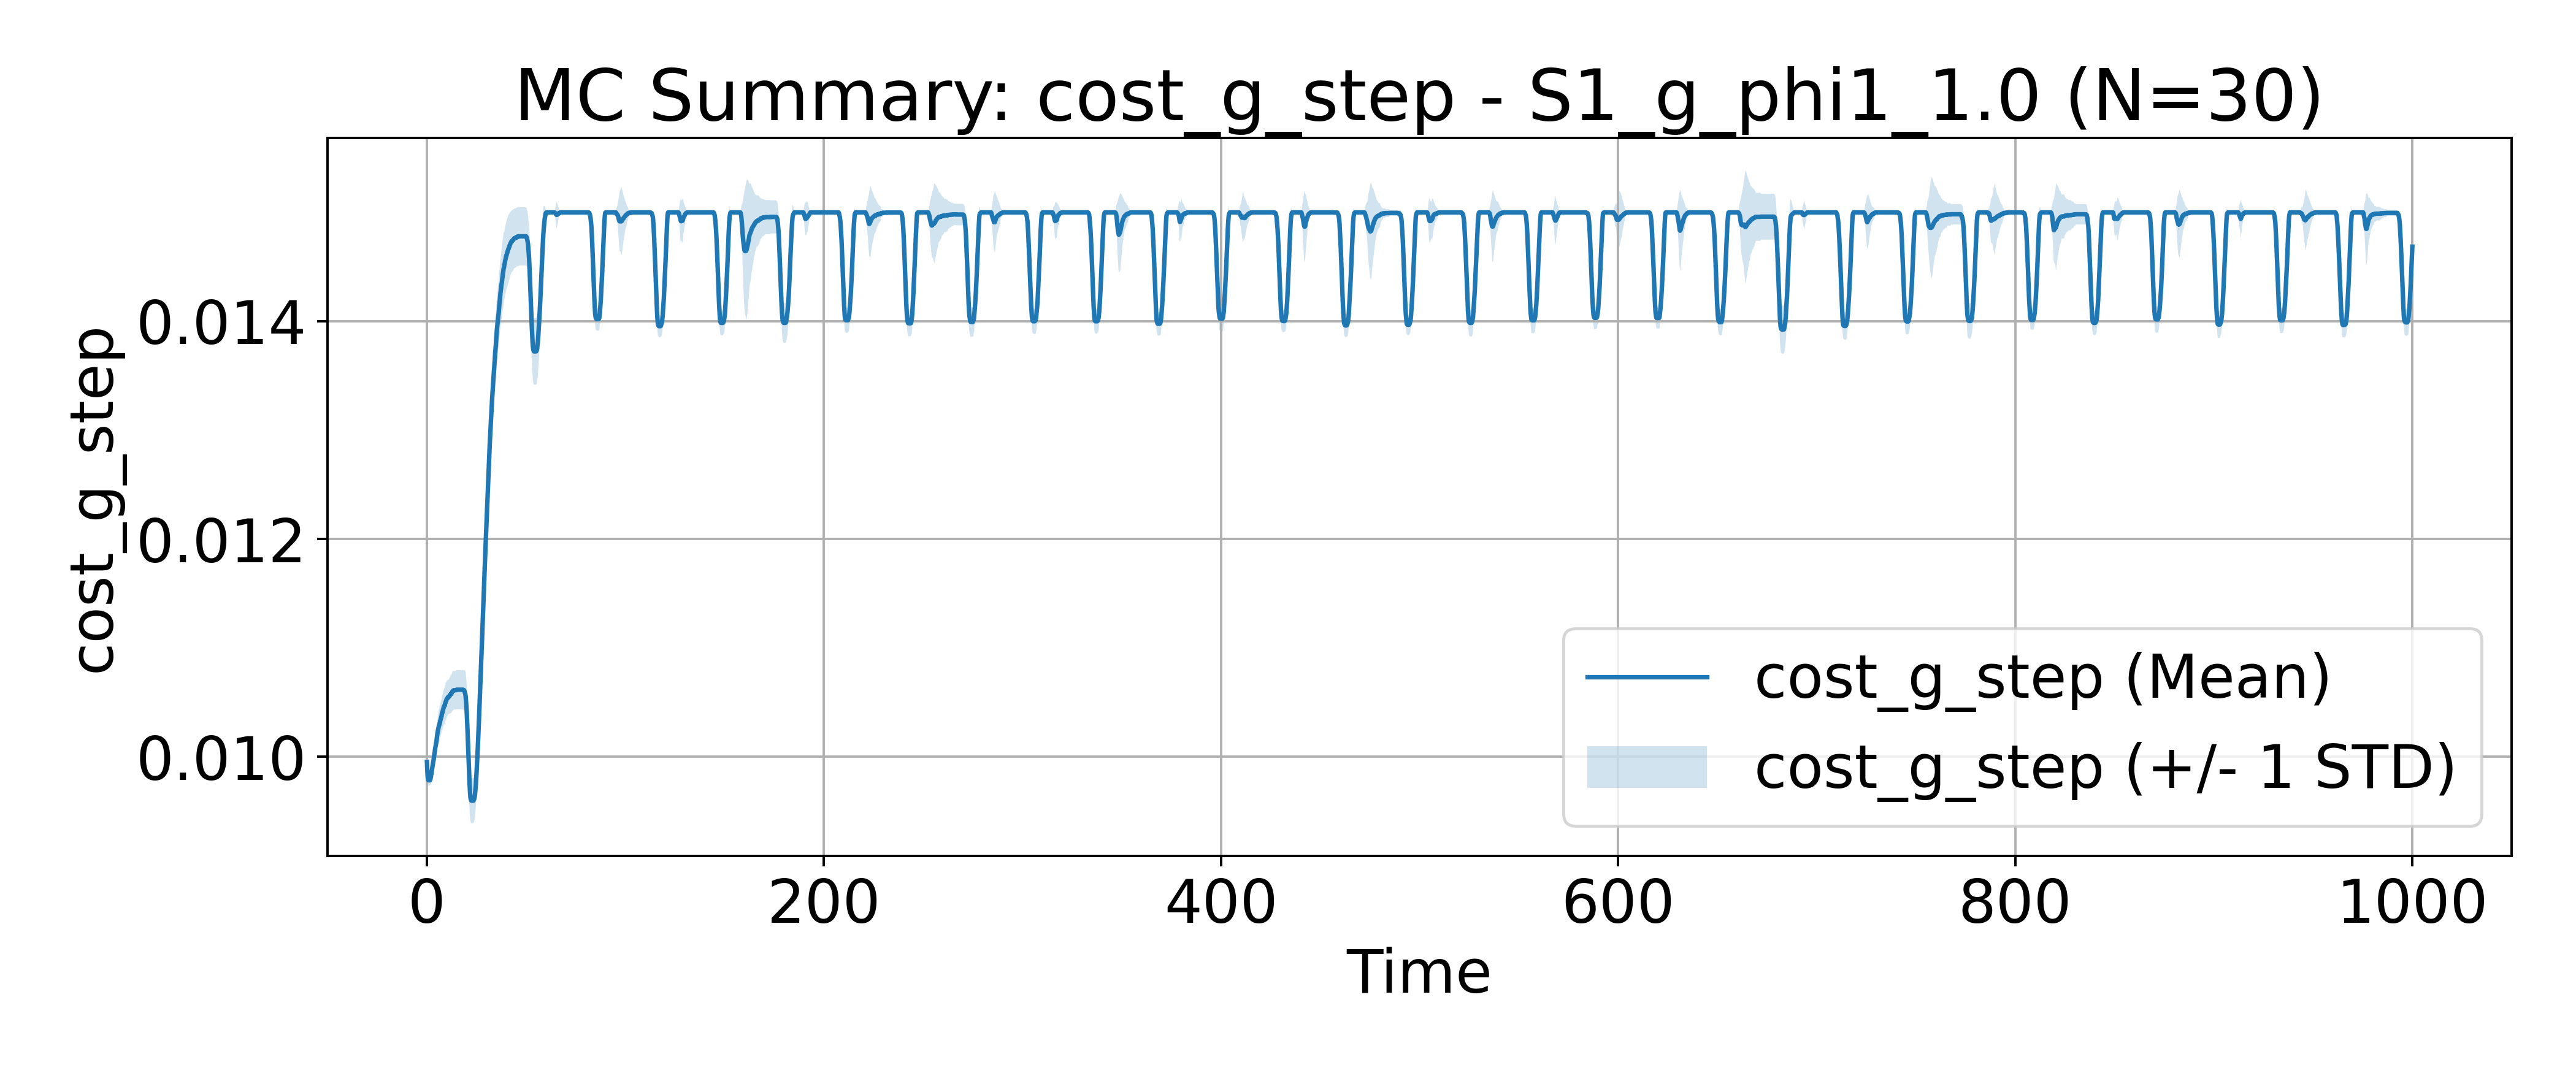 MC Summary: cost_g_step - S1_g_phi1_1.0 (N=30)
cost_g_step
0.014
0.012
0.010
cost_g_step (Mean)
cost_g_step (+/- 1 STD)
0 200 400 600 800 1000
Time